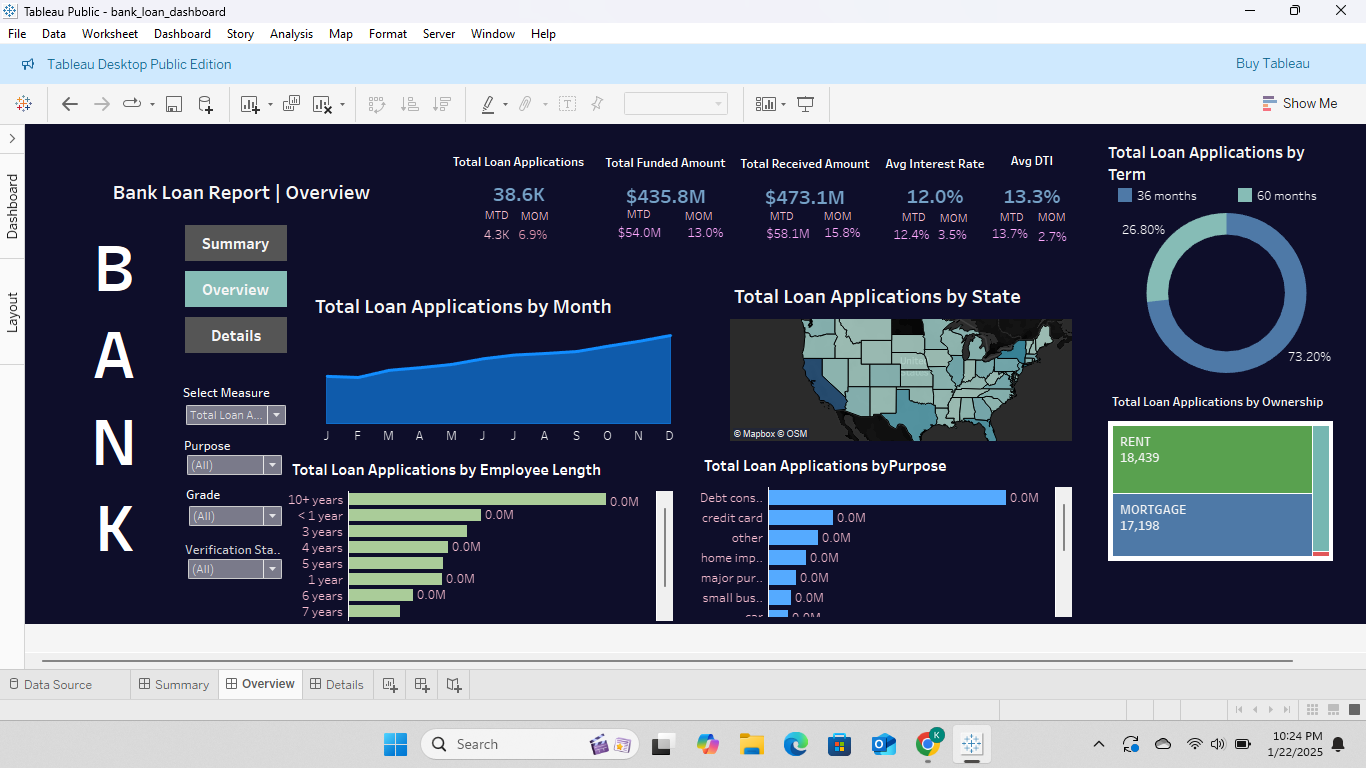 Tableau Public - bank_loan_dashboard
File Data Worksheet Dashboard Story Analysis Map Format Server Window Help
Tableau Desktop Public Edition
Buy Tableau
Show Me
Dashboard
Layout
Bank Loan Report | Overview
B
A
N
K
Summary
Overview
Details
Select Measure
Total Loan A...
Purpose
(All)
Grade
(All)
Verification Sta..
(All)
Total Loan Applications
38.6K
MTD MOM
4.3K 6.9%
Total Funded Amount
$435.8M
MTD MOM
$54.0M 13.0%
Total Received Amount
$473.1M
MTD MOM
$58.1M 15.8%
Avg Interest Rate
12.0%
MTD MOM
12.4% 3.5%
Avg DTI
13.3%
MTD MOM
13.7% 2.7%
Total Loan Applications by
Term
36 months 60 months
26.80%
73.20%
Total Loan Applications by Month
J F M A M J J A S O N D
Total Loan Applications by State
United
© Mapbox © OSM
Total Loan Applications by Ownership
RENT
18,439
MORTGAGE
17,198
Total Loan Applications by Employee Length
10+ years 0.0M
< 1 year 0.0M
3 years
4 years 0.0M
5 years
1 year 0.0M
6 years 0.0M
7 years
Total Loan Applications byPurpose
Debt cons.. 0.0M
credit card 0.0M
other 0.0M
home imp.. 0.0M
major pur.. 0.0M
small bus.. 0.0M
car 0.0M
Data Source Summary Overview Details
Search
K
10:24 PM
1/22/2025